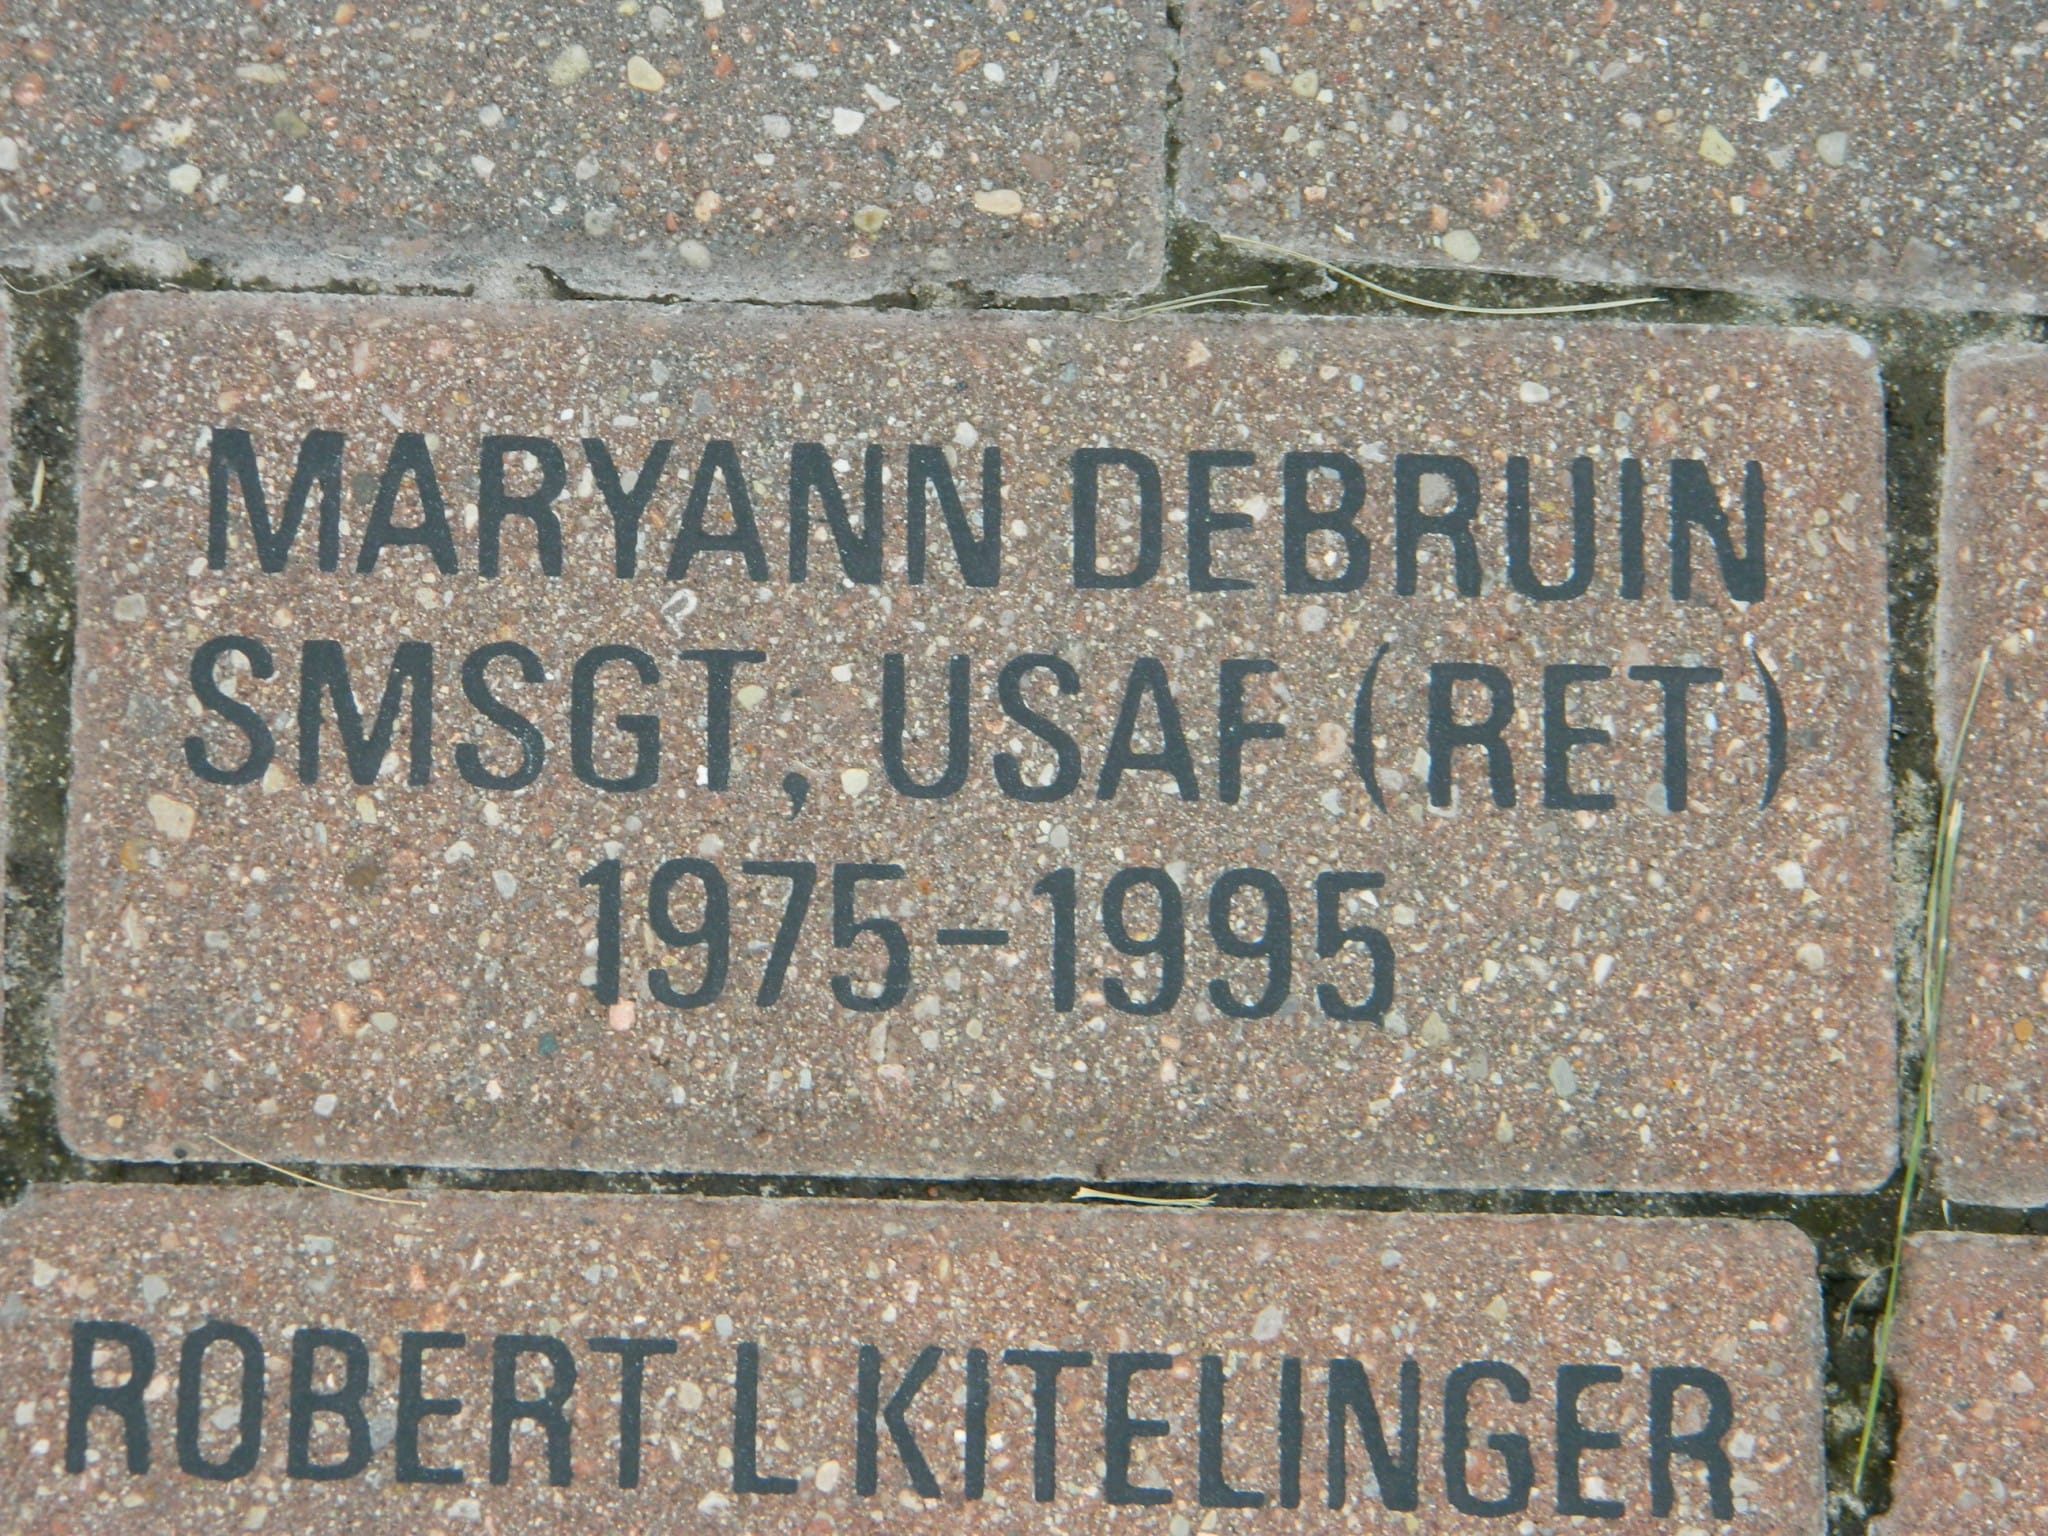 MARYANN DEBRUIN
SMSGT, USAF (RET)
1975-1995
ROBERT L KITELINGER